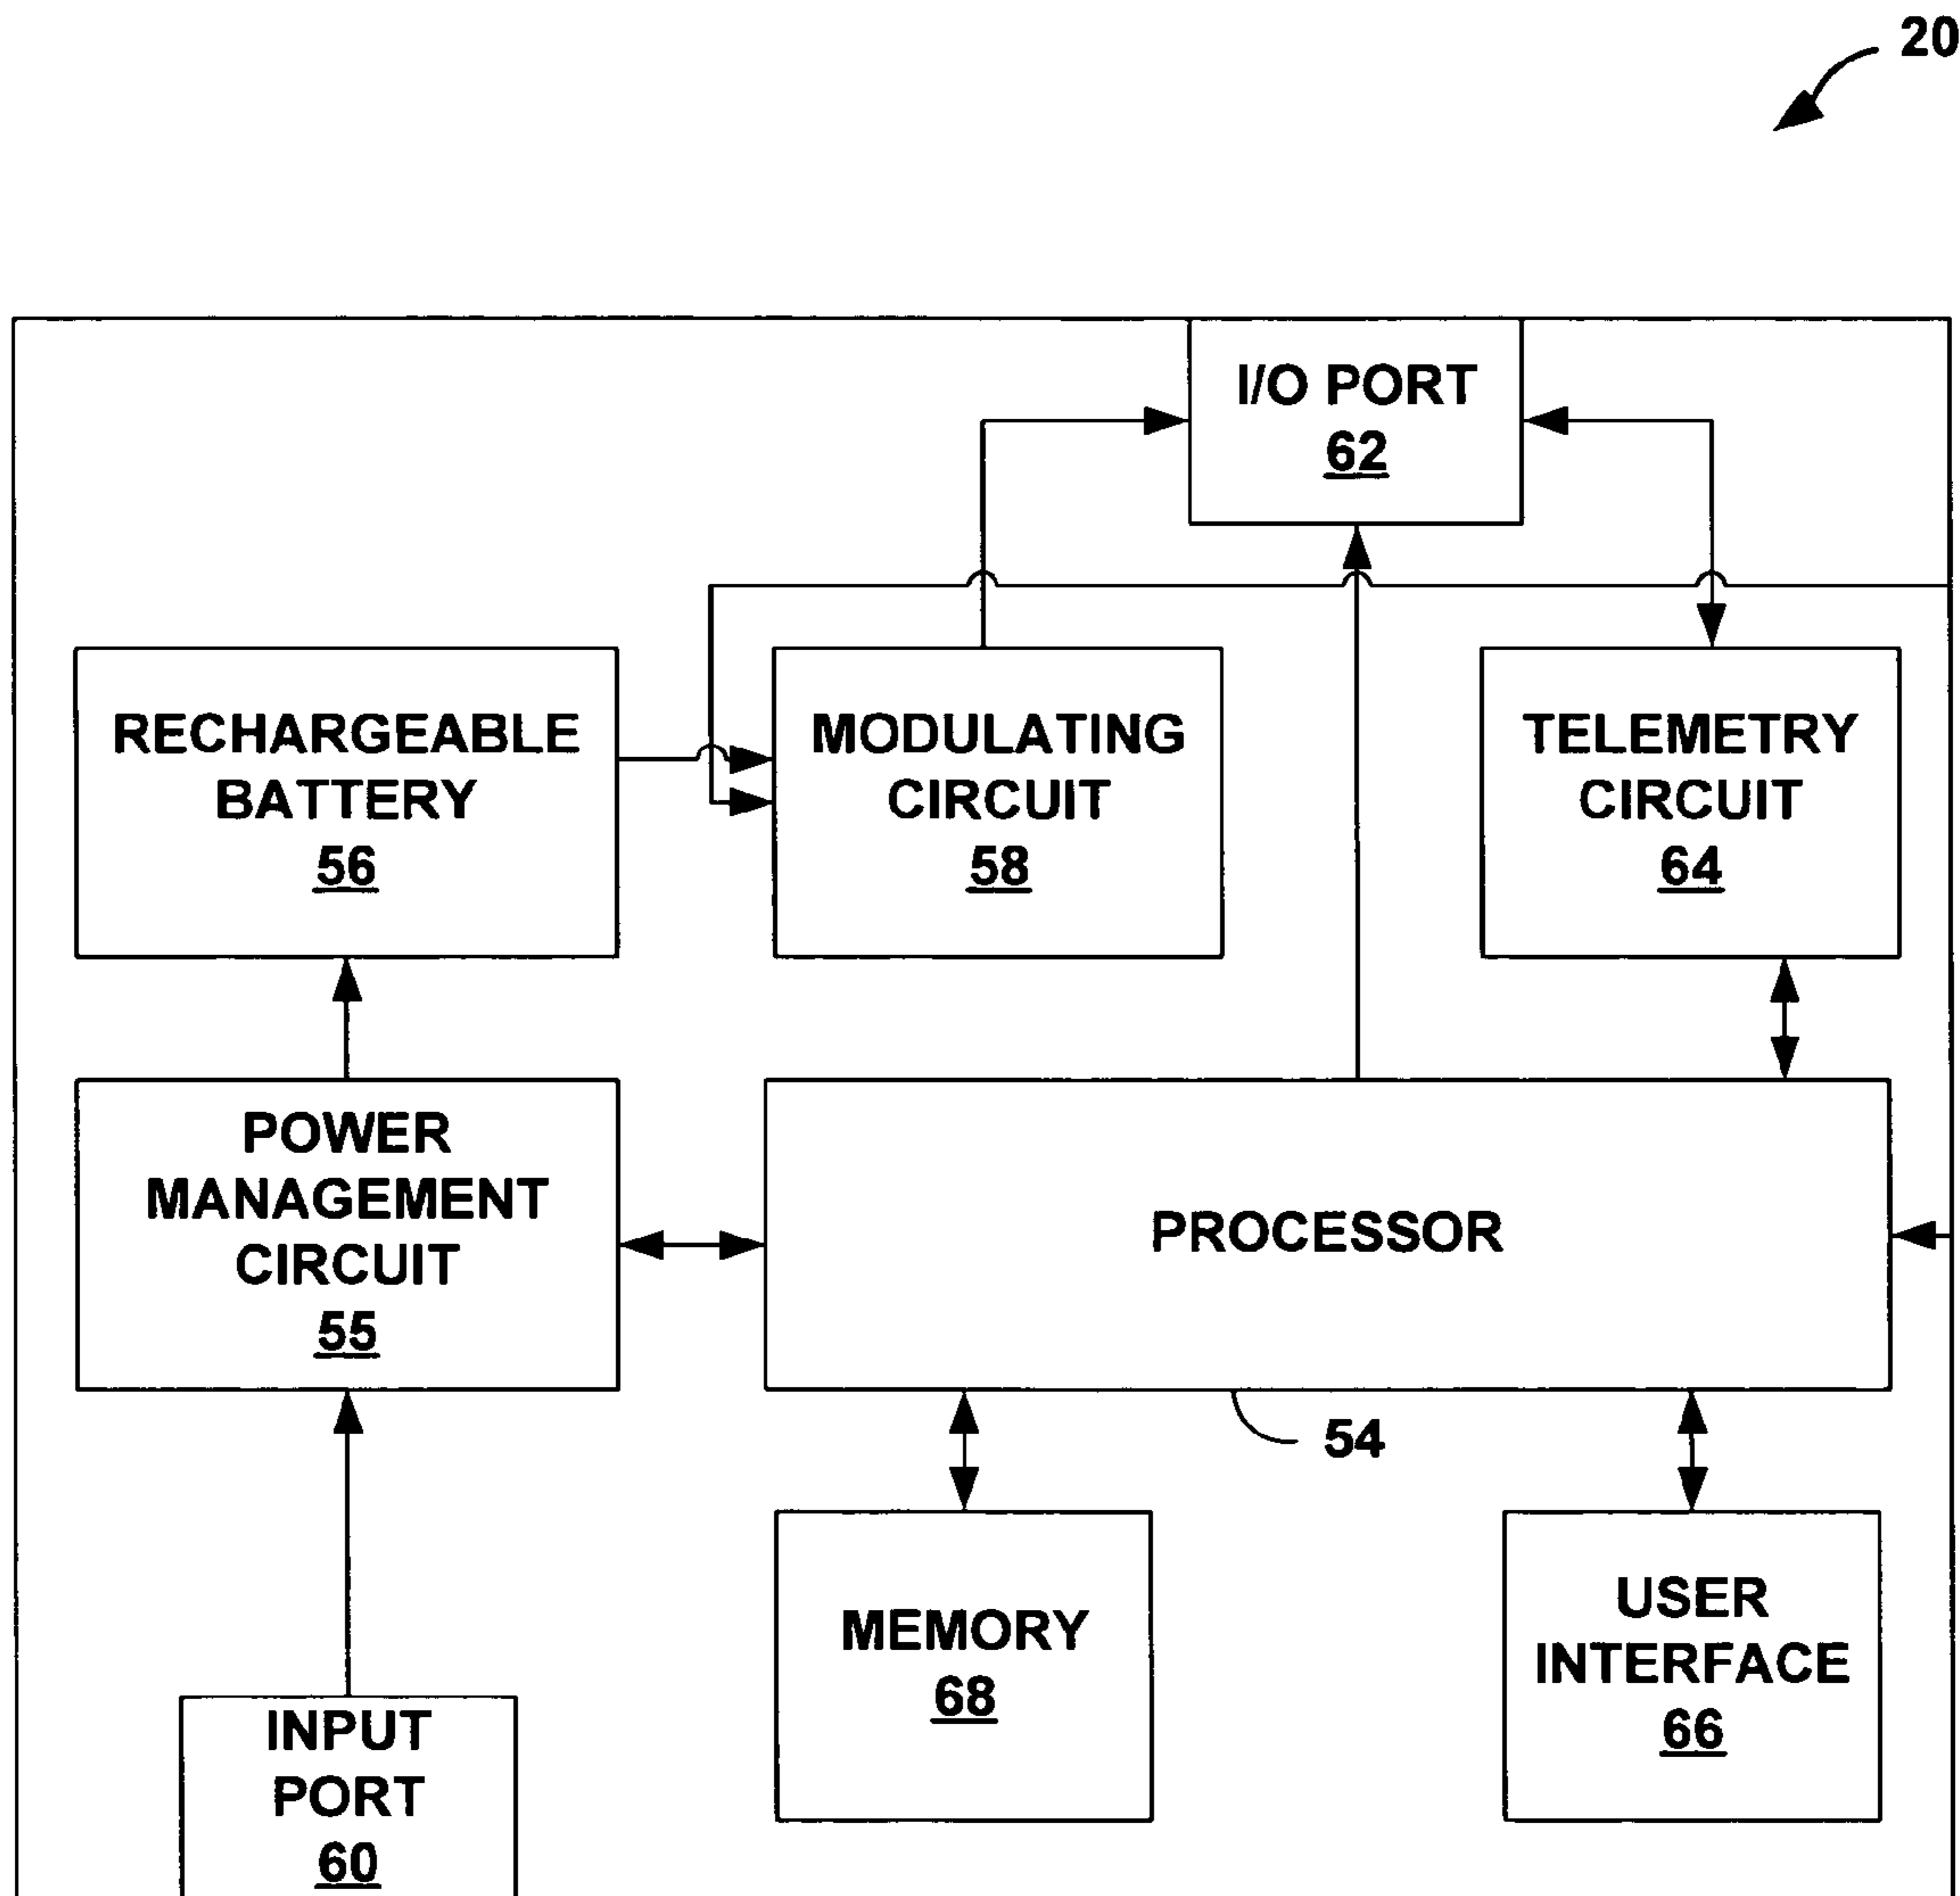 20
I/O PORT
62
RECHARGEABLE
BATTERY
56
MODULATING
CIRCUIT
58
TELEMETRY
CIRCUIT
64
POWER
MANAGEMENT
CIRCUIT
55
PROCESSOR
54
INPUT
PORT
60
MEMORY
68
USER
INTERFACE
66